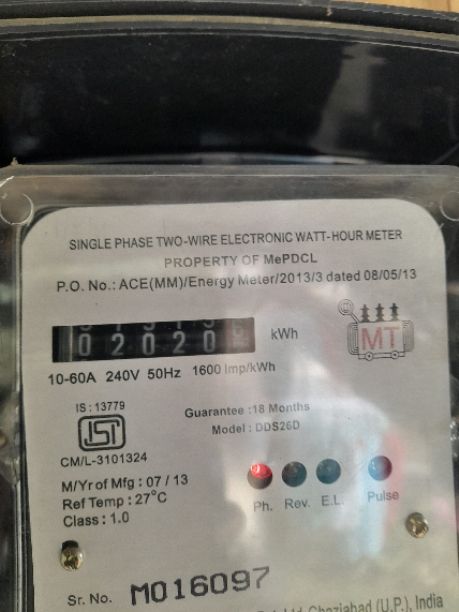 SINGLE PHASE TWO-WIRE ELECTRONIC WATT-HOUR METER
PROPERTY OF MePDCL
P.O. No.: ACE(MM)/Energy Meter/2013/3 dated 08/05/13
02020 kWh
MT
10-60A 240V 50Hz 1600 Imp/kWh
IS : 13779
Guarantee :18 Months
Model : DDS26D
CM/L-3101324
M/Yr of Mfg : 07 / 13
Ref Temp : 27°C
Class : 1.0
Ph. Rev. E.L. Pulse
Sr. No. M016097
Ltd. Ghaziabad (U.P.), India